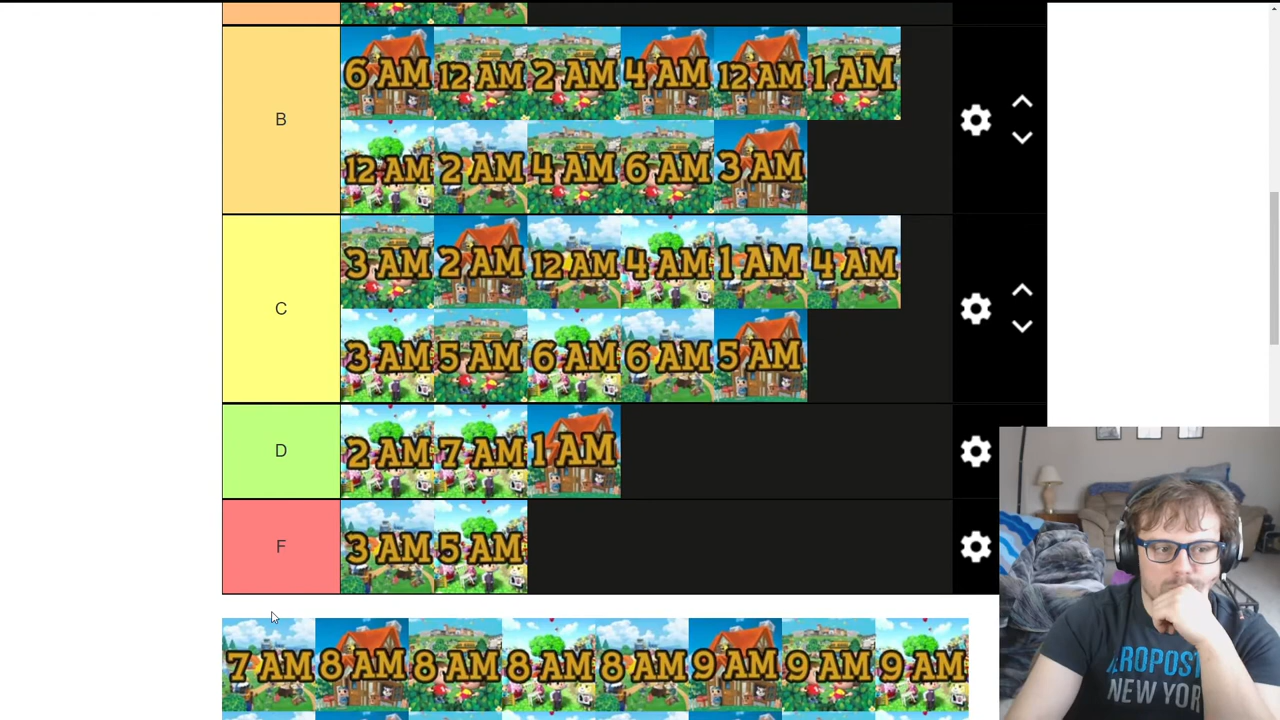 B
6 AM 12 AM 2 AM 4 AM 12 AM 1 AM
12 AM 2 AM 4 AM 6 AM 3 AM
C
3 AM 2 AM 12 AM 4 AM 1 AM 4 AM
3 AM 5 AM 6 AM 6 AM 5 AM
D
2 AM 7 AM 1 AM
F
3 AM 5 AM
7 AM 8 AM 8 AM 8 AM 8 AM 9 AM 9 AM 9 AM
ROPOST
NEW YOR